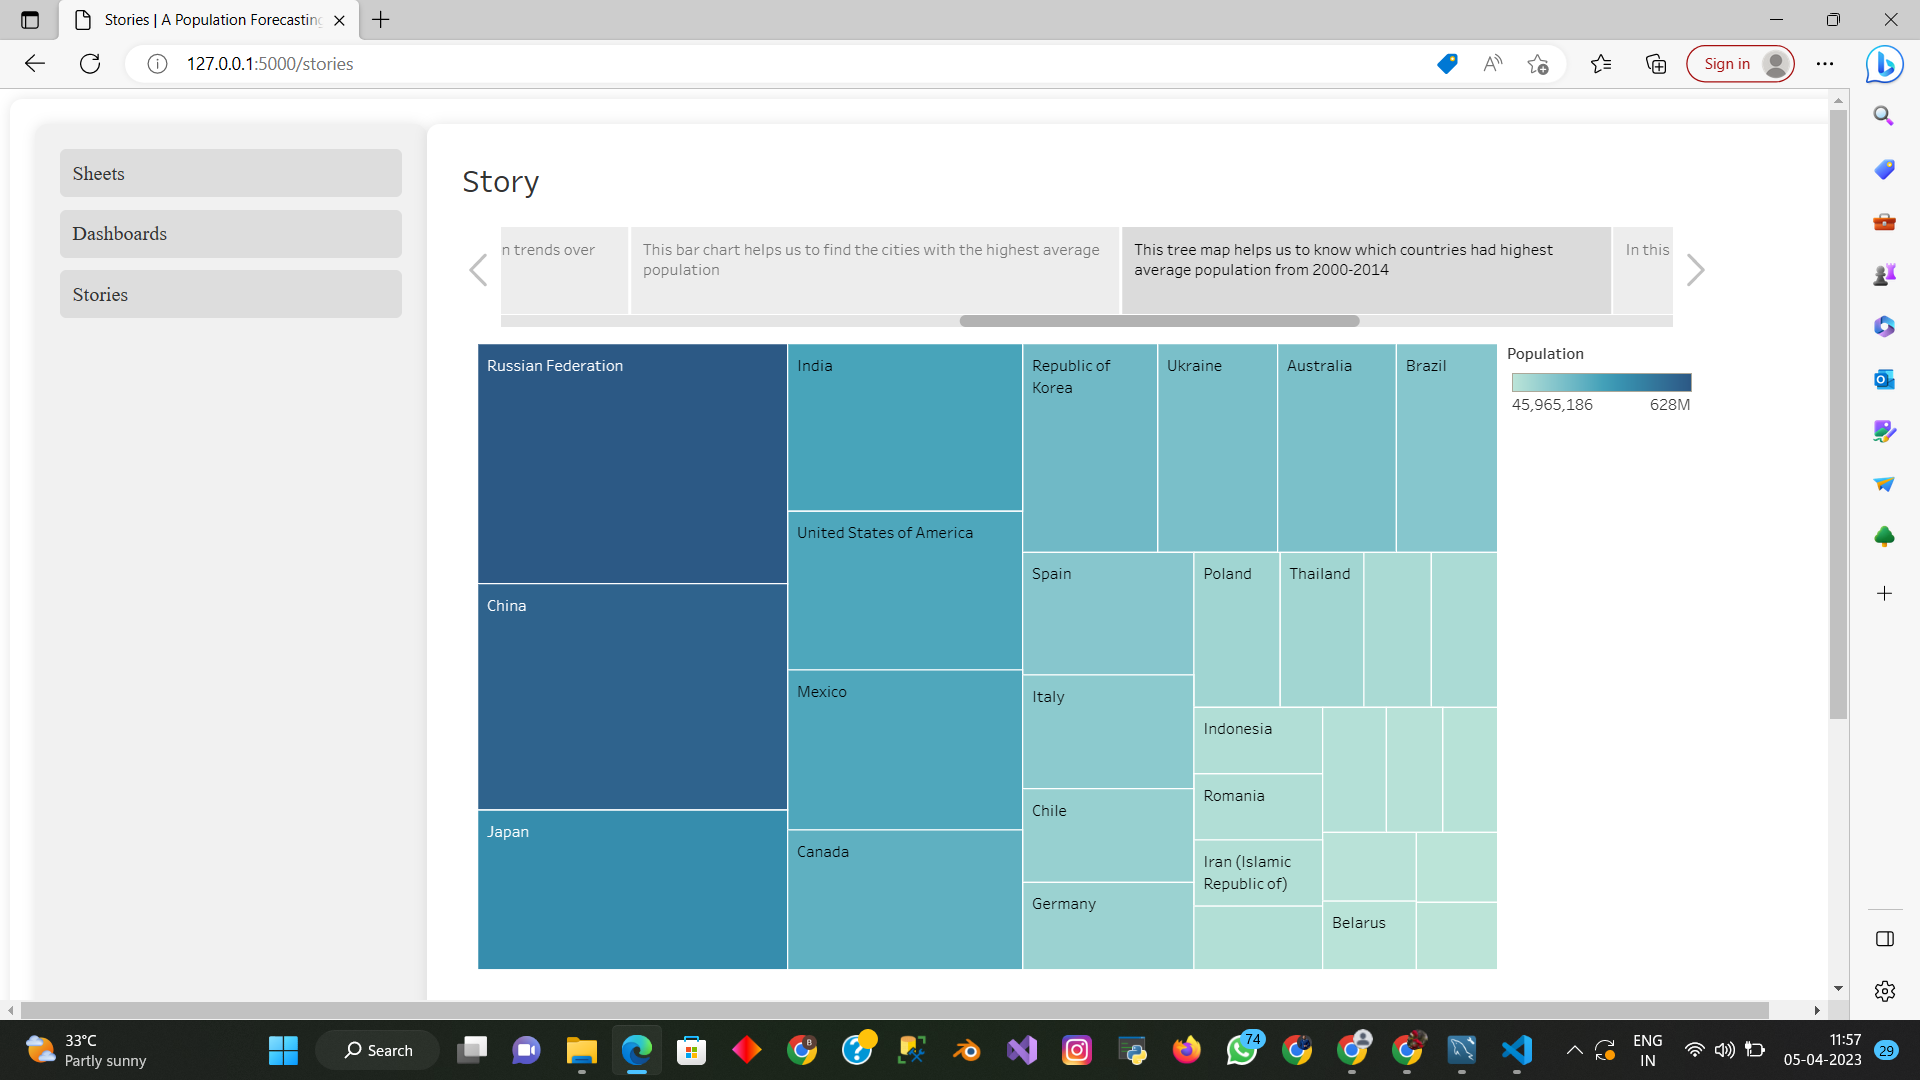 Stories | A Population Forecasting
127.0.0.1:5000/stories
Sign in
Sheets
Dashboards
Stories
Story
n trends over
This bar chart helps us to find the cities with the highest average
population
This tree map helps us to know which countries had highest
average population from 2000-2014
In this
Russian Federation
China
Japan
India
United States of America
Mexico
Canada
Republic of
Korea
Ukraine
Australia
Brazil
Spain
Italy
Chile
Germany
Poland
Thailand
Indonesia
Romania
Iran (Islamic
Republic of)
Belarus
Population
45,965,186 628M
33°C
Partly sunny
Search
74
ENG
IN
11:57
05-04-2023
29